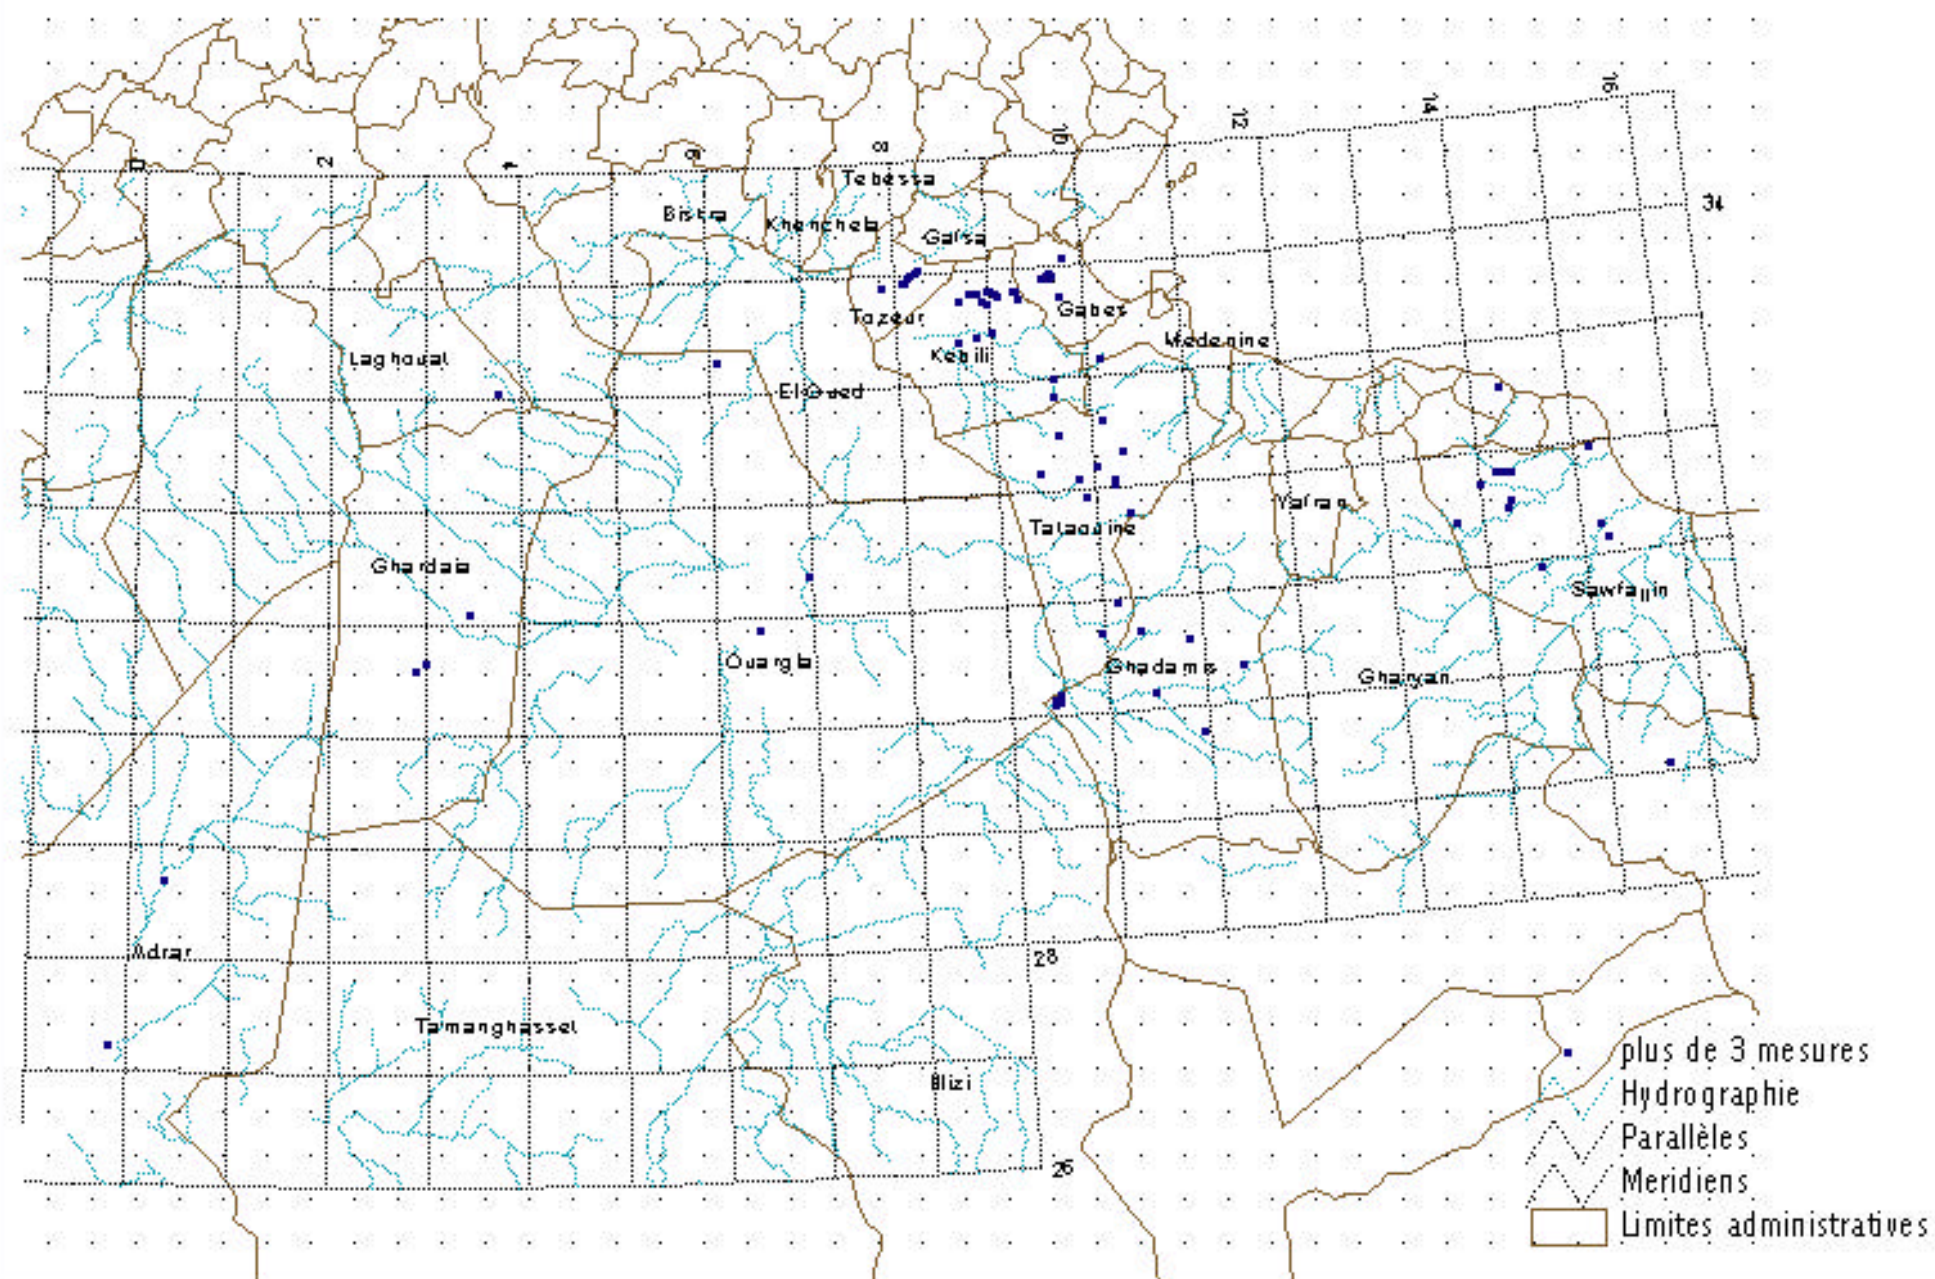 16
14
12
10
8
6
4
2
0
Tebessa
34
Biskra
Khenchela
Gafsa
Tozeur
Gabes
Medenine
Laghouat
Kebili
El Oued
Yafran
Tataouine
Ghardaia
Sawfajjin
Ouargla
Ghadamis
Gharyan
Adrar
28
Tamanghasset
Illizi
26
plus de 3 mesures
Hydrographie
Parallèles
Meridiens
Limites administratives